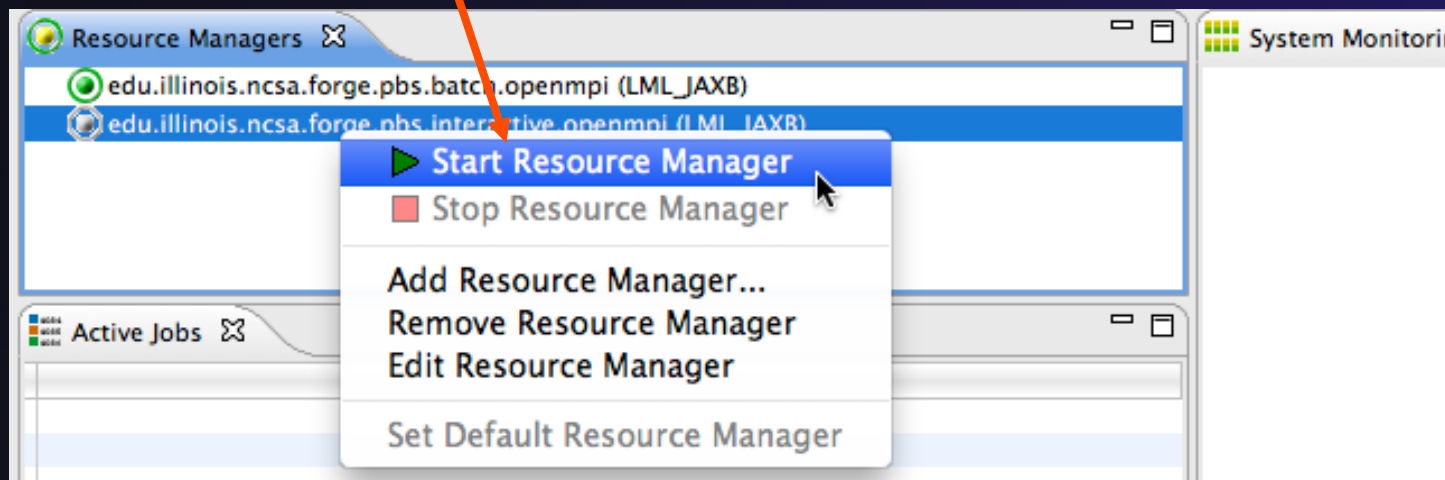 Resource Managers
System Monitorin
edu.illinois.ncsa.forge.pbs.batch.openmpi (LML_JAXB)
edu.illinois.ncsa.forge.pbs.interactive.openmpi (LML_JAXB)
Start Resource Manager
Stop Resource Manager
Add Resource Manager...
Remove Resource Manager
Edit Resource Manager
Set Default Resource Manager
Active Jobs